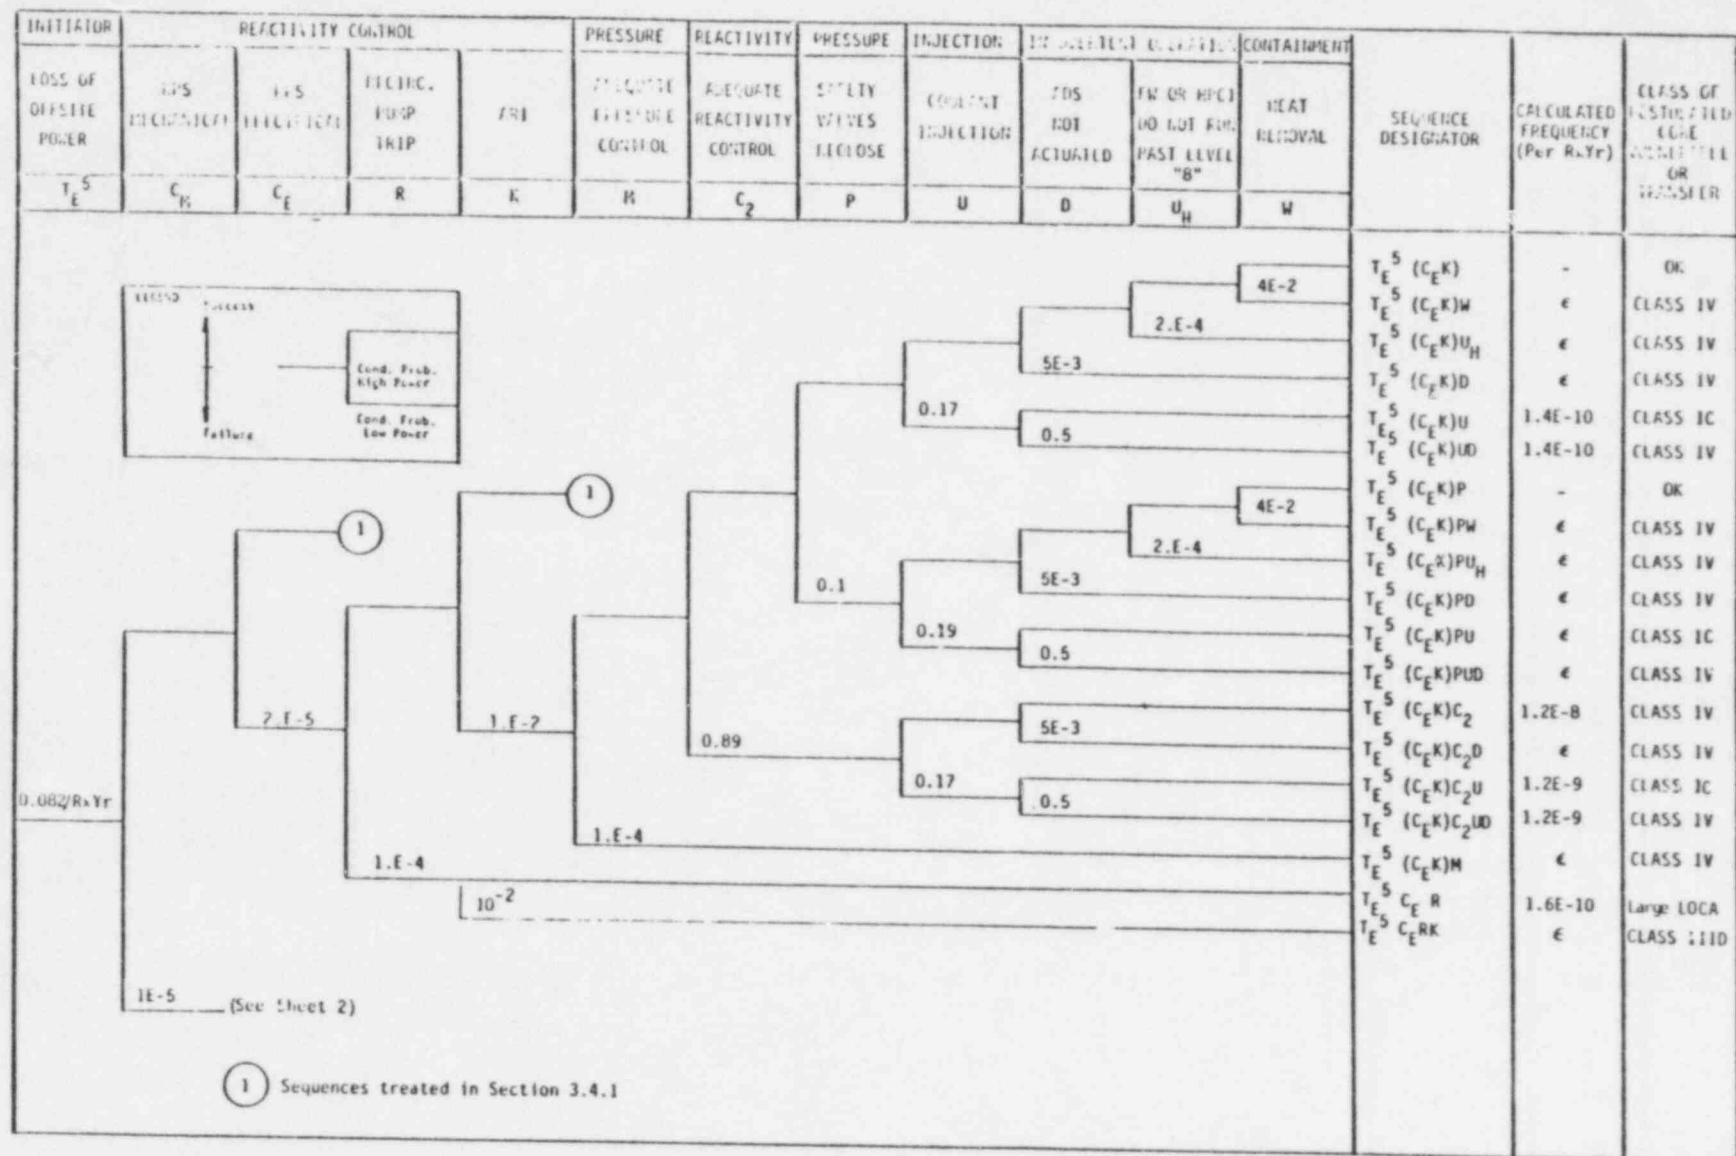 INITIATOR
REACTIVITY CONTROL
PRESSURE
REACTIVITY
PRESSURE
INJECTION
CONTAINMENT
LOSS OF
OFFSITE
POWER
MECHANICAL
RECIRC.
PUMP
TRIP
ARI
CONTROL
ADEQUATE
REACTIVITY
CONTROL
SAFETY
VALVES
RECLOSE
COOLANT
INJECTION
ADS
NOT
ACTUATED
FW OR HPCI
DO NOT RUN
PAST LEVEL
"8"
HEAT
REMOVAL
SEQUENCE
DESIGNATOR
CALCULATED
FREQUENCY
(Per RxYr)
CLASS OF
POSTULATED
CORE
OR
TRANSFER
T_E^5
C_M
C_E
R
K
M
C_2
P
U
D
U_H
W
LEGEND
Success
Cond. Prob.
High Power
Cond. Prob.
Low Power
Failure
T_E^5 (C_EK) - OK
4E-2
T_E^5 (C_EK)W ϵ CLASS IV
2.E-4
T_E^5 (C_EK)U_H ϵ CLASS IV
5E-3
T_E^5 (C_EK)D ϵ CLASS IV
0.17
T_E^5 (C_EK)U 1.4E-10 CLASS IC
0.5
T_E^5 (C_EK)UD 1.4E-10 CLASS IV
1
T_E^5 (C_EK)P - OK
4E-2
T_E^5 (C_EK)PW ϵ CLASS IV
1
2.E-4
T_E^5 (C_EK)PU_H ϵ CLASS IV
0.1
5E-3
T_E^5 (C_EK)PD ϵ CLASS IV
0.19
T_E^5 (C_EK)PU ϵ CLASS IC
0.5
T_E^5 (C_EK)PUD ϵ CLASS IV
2.E-5
1.E-2
T_E^5 (C_EK)C_2 1.2E-8 CLASS IV
0.89
5E-3
T_E^5 (C_EK)C_2D ϵ CLASS IV
0.17
T_E^5 (C_EK)C_2U 1.2E-9 CLASS IC
0.082/RxYr
0.5
T_E^5 (C_EK)C_2UD 1.2E-9 CLASS IV
1.E-4
T_E^5 (C_EK)M ϵ CLASS IV
1.E-4
T_E^5 C_E R 1.6E-10 Large LOCA
10^-2
T_E^5 C_ERK ϵ CLASS IIID
1E-5
(See Sheet 2)
1 Sequences treated in Section 3.4.1